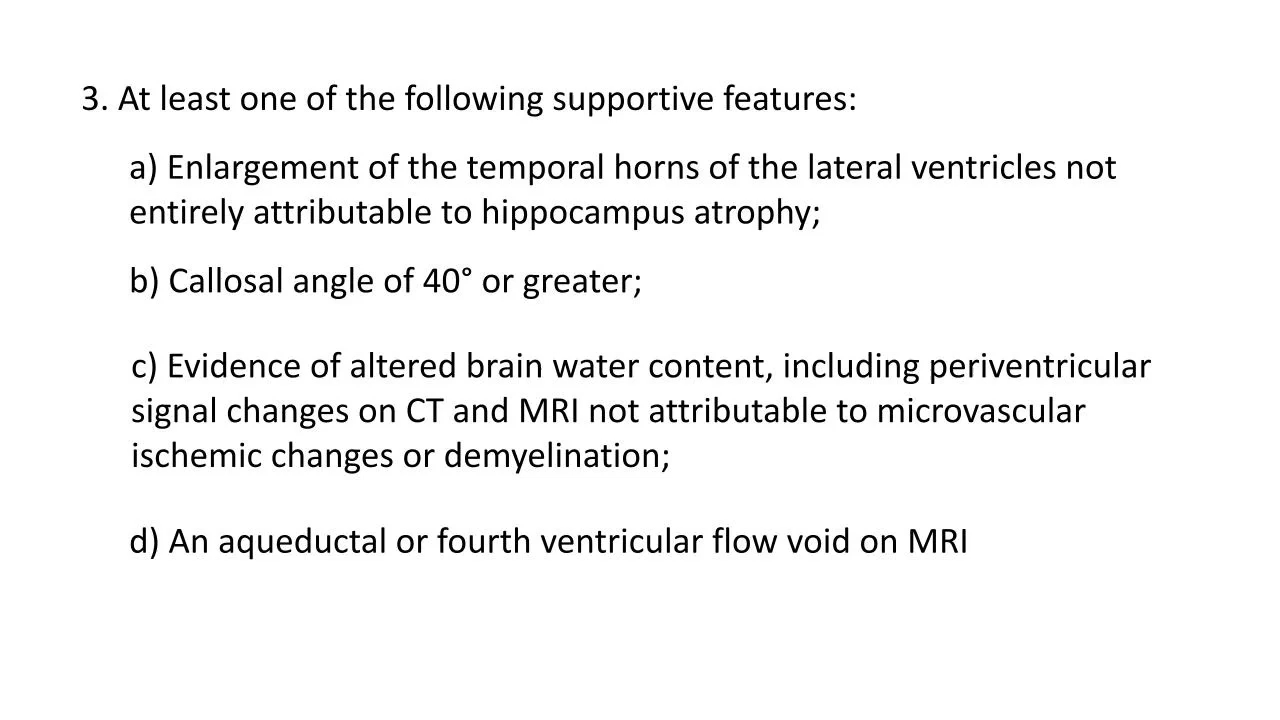 3. At least one of the following supportive features:
a) Enlargement of the temporal horns of the lateral ventricles not
entirely attributable to hippocampus atrophy;
b) Callosal angle of 40° or greater;
c) Evidence of altered brain water content, including periventricular
signal changes on CT and MRI not attributable to microvascular
ischemic changes or demyelination;
d) An aqueductal or fourth ventricular flow void on MRI